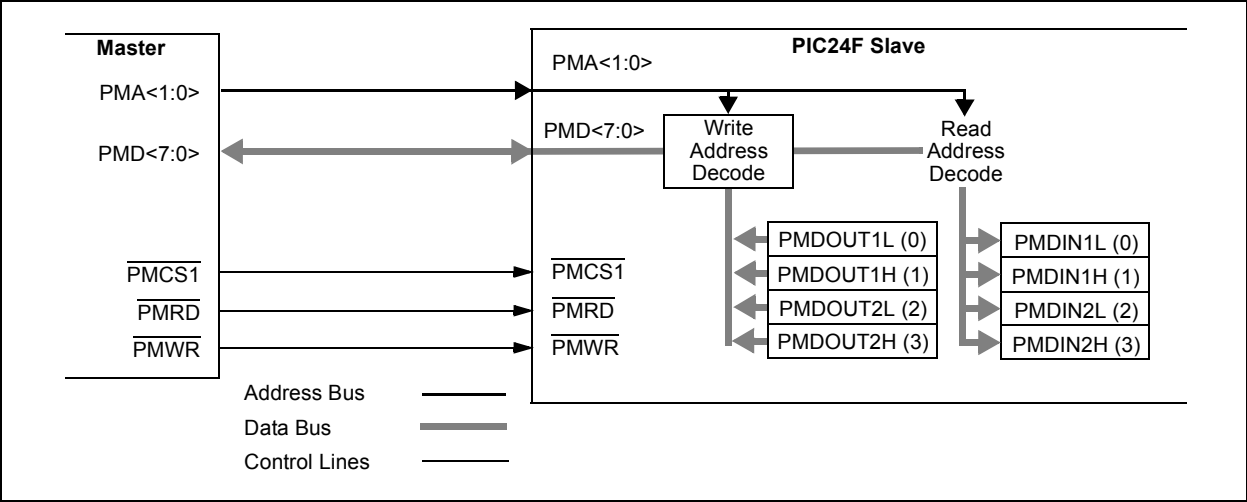 Master
PIC24F Slave
PMA<1:0>
PMA<1:0>
PMD<7:0>
PMD<7:0>
Write
Address
Decode
Read
Address
Decode
PMDOUT1L (0)
PMDOUT1H (1)
PMDOUT2L (2)
PMDOUT2H (3)
PMDIN1L (0)
PMDIN1H (1)
PMDIN2L (2)
PMDIN2H (3)
PMCS1
PMCS1
PMRD
PMRD
PMWR
PMWR
Address Bus
Data Bus
Control Lines